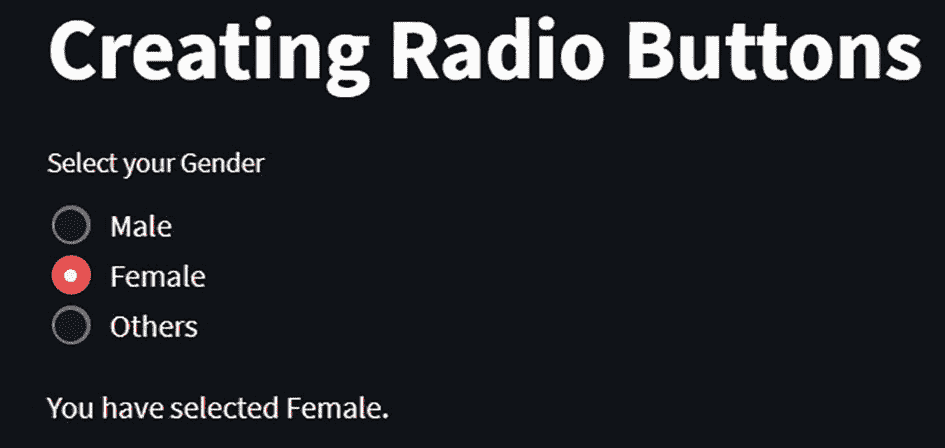 Creating Radio Buttons
Select your Gender
Male
Female
Others
You have selected Female.